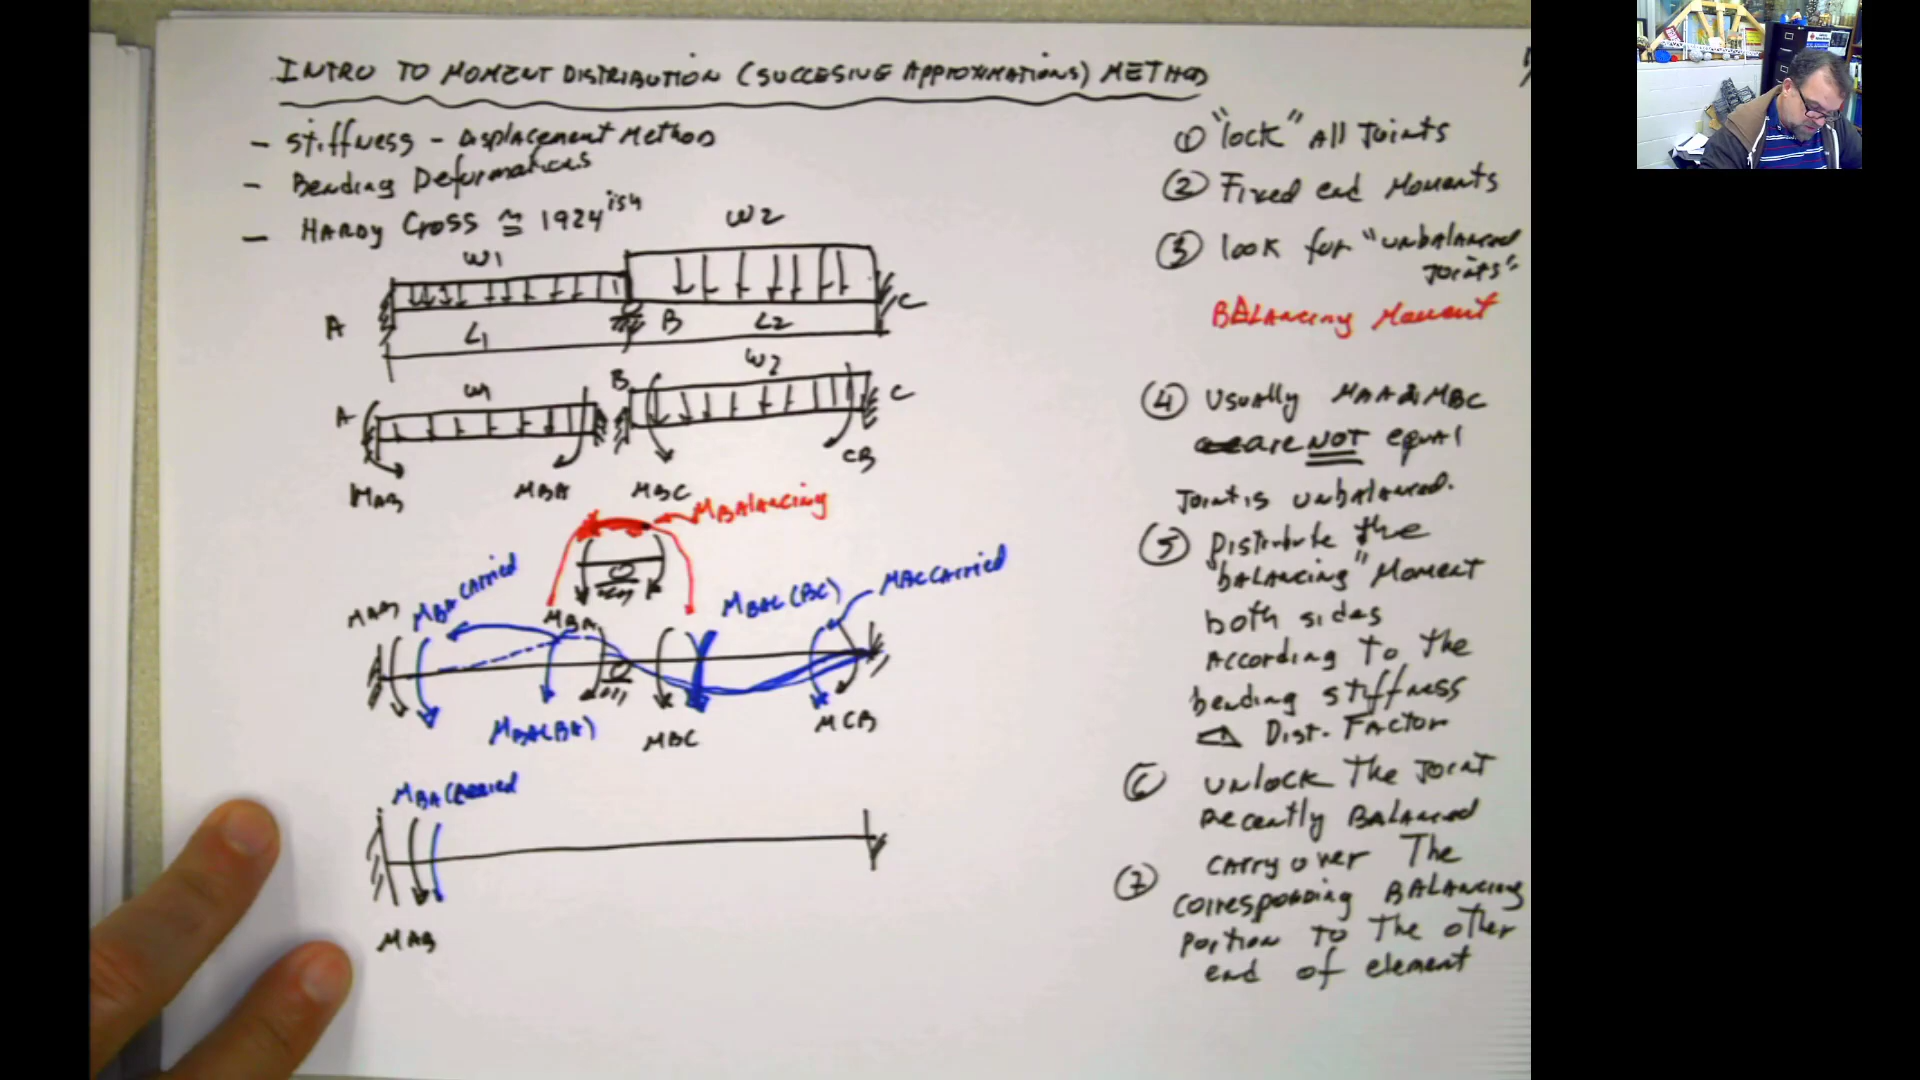 INTRO TO MOMENT DISTRIBUTION (SUCCESIVE APPROXIMATIONS) METHOD
- Stiffness - Displacement Method
- Bending Deformations
- HARDY CROSS ≅ 1924 ish
W1
W2
A
L1
B
L2
C
W1
B
W2
A
C
MAB
MBA
MBC
CB
MBALANCING
MAB
MBA CARRIED
MBA
MBAL(BC)
MBC CARRIED
MBAL(BA)
MBC
MCB
MBA CARRIED
MAB
① "lock" All Joints
② Fixed end Moments
③ look for "unbalanced
Joints"
BALancing Moment
④ Usually MBA & MBC
are NOT equal
Joint is unbalanced.
⑤ Distribute the
"balancing" Moment
both sides
According to the
bending stiffness
Dist. Factor
⑥ UNLOCK The Joint
Recently BALANCED
⑦ CARRY over The
corresponding BALANCING
portion To The other
end of element